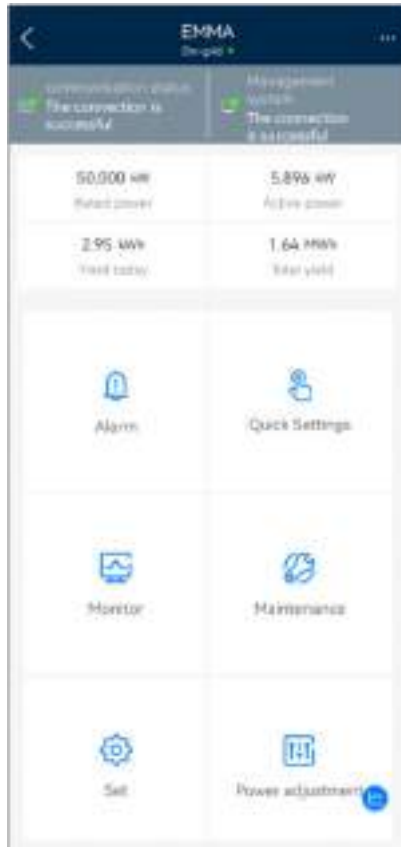 EMMA
On-grid
communication status
The connection is
successful
Management
system
The connection
is successful
50.000 kW
Rated power
5.896 kW
Active power
2.95 kWh
Yield today
1.64 MWh
Total yield
Alarm
Quick Settings
Monitor
Maintenance
Set
Power adjustment